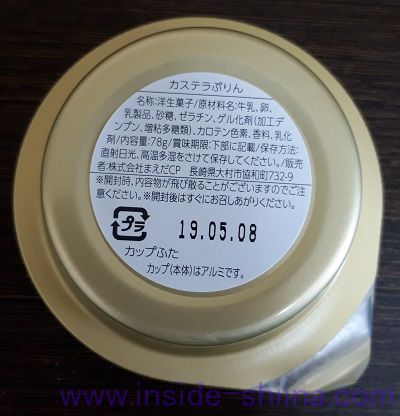 カステラぷりん
名称:洋生菓子/原材料名:牛乳、卵、
乳製品、砂糖、ゼラチン、ゲル化剤(加工デ
ンプン、増粘多糖類)、カロテン色素、香料、乳化
剤/内容量:78g/賞味期限:下部に記載/保存方法:
直射日光、高温多湿をさけて保存してください。/販売
者:株式会社まえだCP 長崎県大村市協和町732-9
※開封時、内容物が飛び散ることがございますのでご注
意ください。※開封後はすぐにお召しあがりください。
プラ
19.05.08
カップふた
カップ(本体)はアルミです。
www.inside-shiina.com